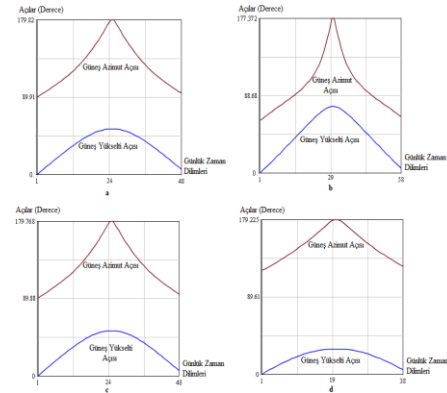 Açılar (Derece)
179.82
Güneş Azimut Açısı
89.91
Güneş Yükselti Açısı
Günlük Zaman
Dilimleri
0
1
24
48
a
Açılar (Derece)
177.372
Güneş Azimut
Açısı
88.68
Güneş Yükselti Açısı
Günlük Zaman
Dilimleri
0
1
29
58
b
Açılar (Derece)
179.768
Güneş Azimut Açısı
89.88
Güneş Yükselti
Açısı
Günlük Zaman
Dilimleri
0
1
24
48
c
Açılar (Derece)
179.223
Güneş Azimut Açısı
89.61
Güneş Yükselti Açısı
Günlük Zaman
Dilimleri
0
1
19
38
d